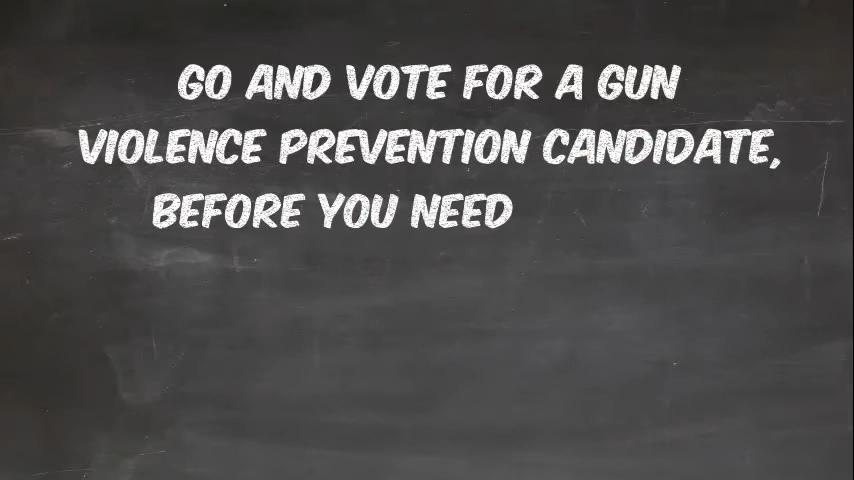 GO AND VOTE FOR A GUN
VIOLENCE PREVENTION CANDIDATE,
BEFORE YOU NEED